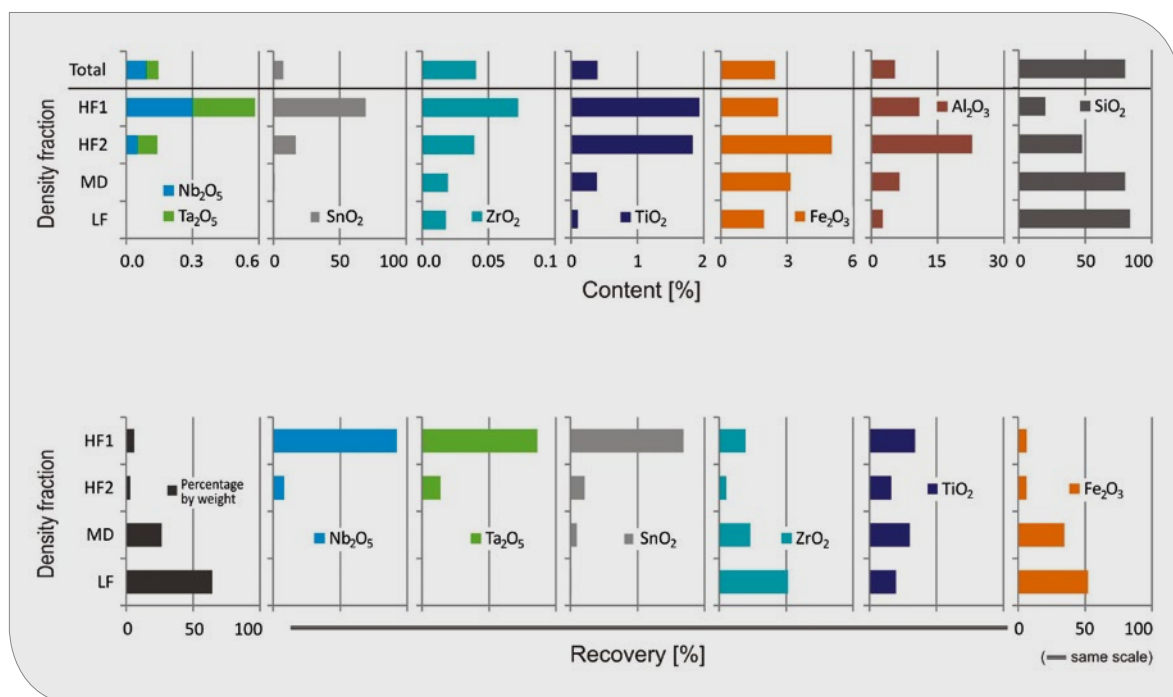 Total
HF1
HF2
MD
LF
Density fraction
Nb₂O₅
Ta₂O₅
SnO₂
ZrO₂
TiO₂
Fe₂O₃
Al₂O₃
SiO₂
0.0 0.3 0.6
0 50 100
0.0 0.05 0.1
0 1 2
0 3 6
0 15 30
0 50 100
Content [%]
HF1
HF2
MD
LF
Density fraction
Percentage
by weight
Nb₂O₅
Ta₂O₅
SnO₂
ZrO₂
TiO₂
Fe₂O₃
0 50 100
0 50 100
Recovery [%]
(— same scale)